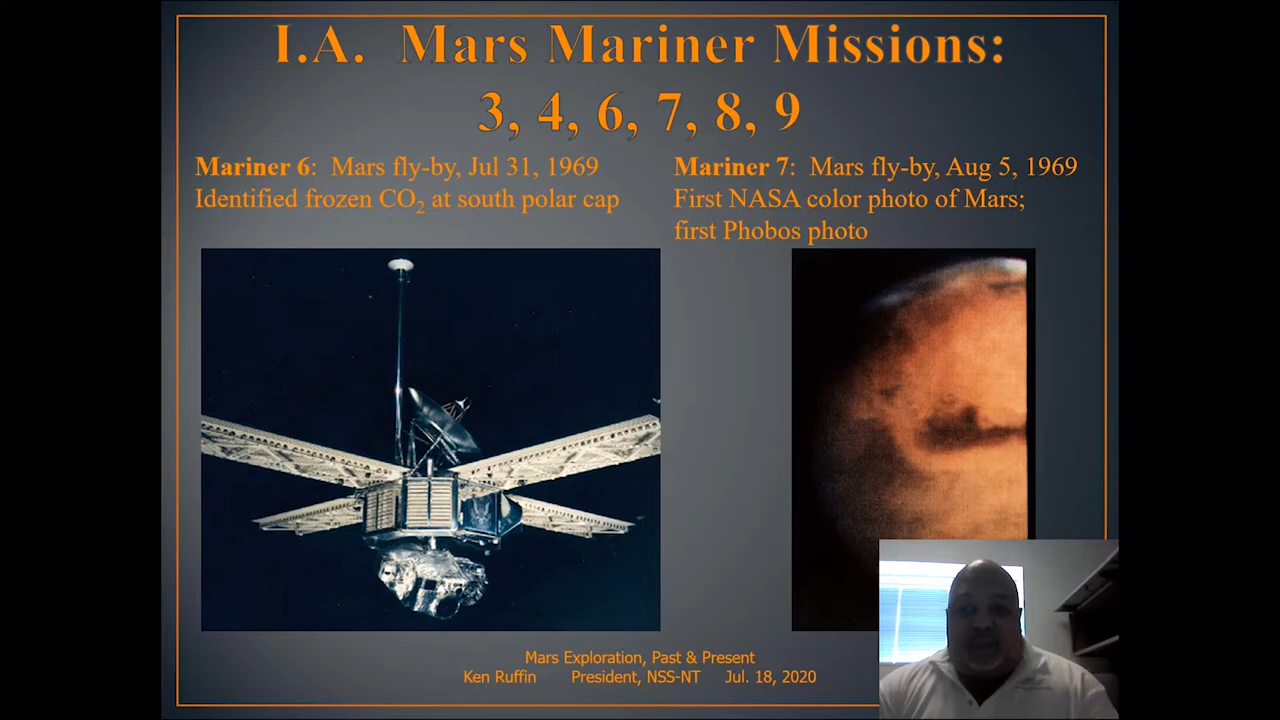 I.A. Mars Mariner Missions:
3, 4, 6, 7, 8, 9
Mariner 6: Mars fly-by, Jul 31, 1969
Identified frozen CO₂ at south polar cap
Mariner 7: Mars fly-by, Aug 5, 1969
First NASA color photo of Mars;
first Phobos photo
Mars Exploration, Past & Present
Ken Ruffin President, NSS-NT Jul. 18, 2020